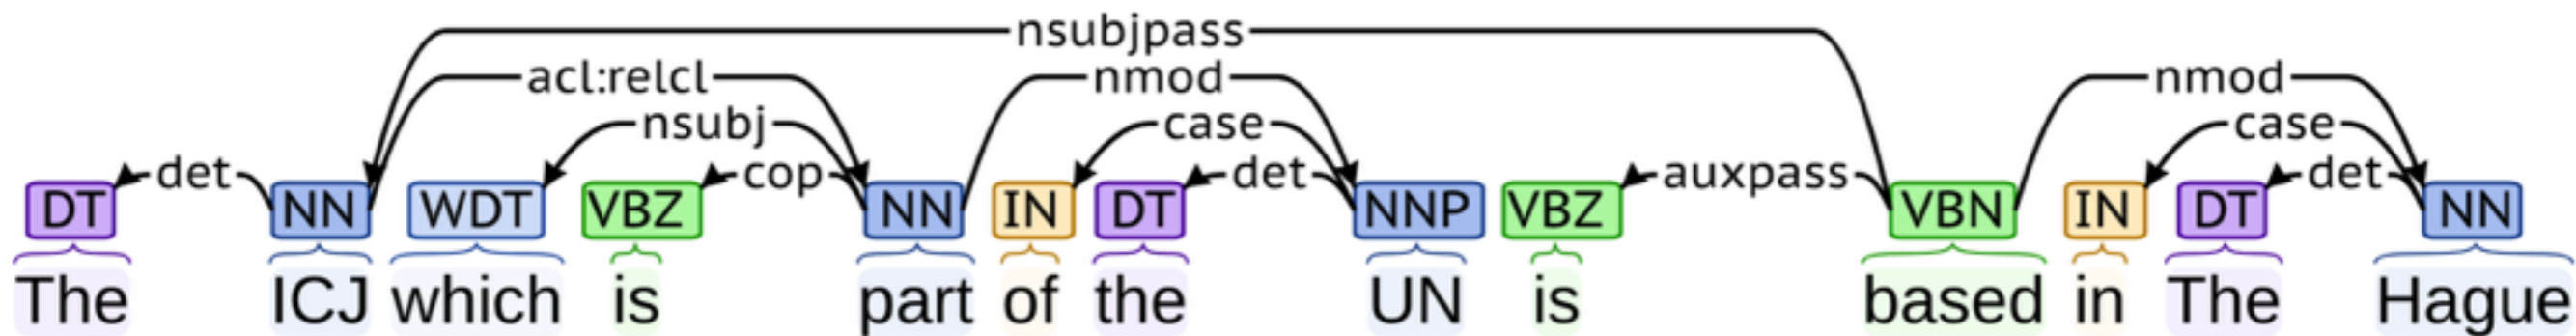 nsubjpass
acl:relcl nmod nmod
nsubj case case
det cop det auxpass det
DT NN WDT VBZ NN IN DT NNP VBZ VBN IN DT NN
The ICJ which is part of the UN is based in The Hague